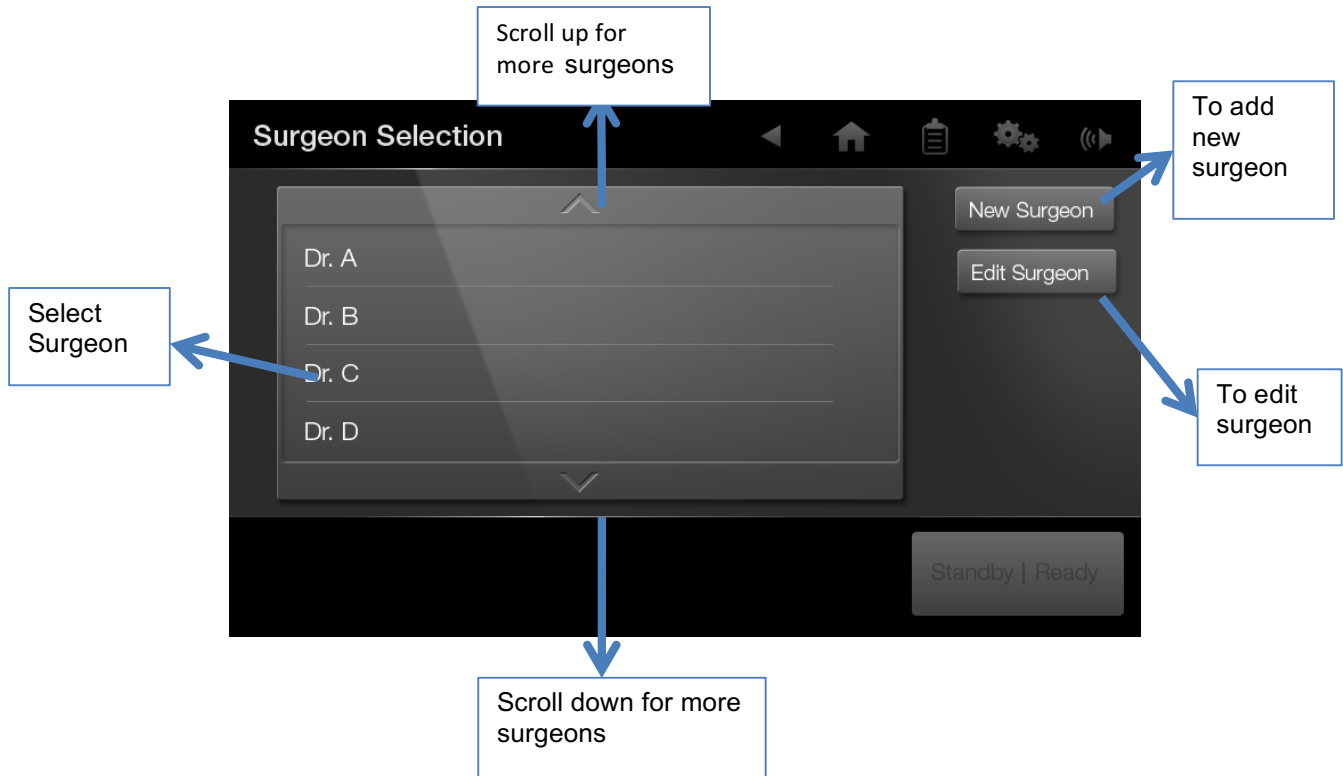 Scroll up for
more surgeons
To add
new
surgeon
Surgeon Selection
New Surgeon
Dr. A
Edit Surgeon
Select
Surgeon
Dr. B
Dr. C
To edit
surgeon
Dr. D
Standby | Ready
Scroll down for more
surgeons